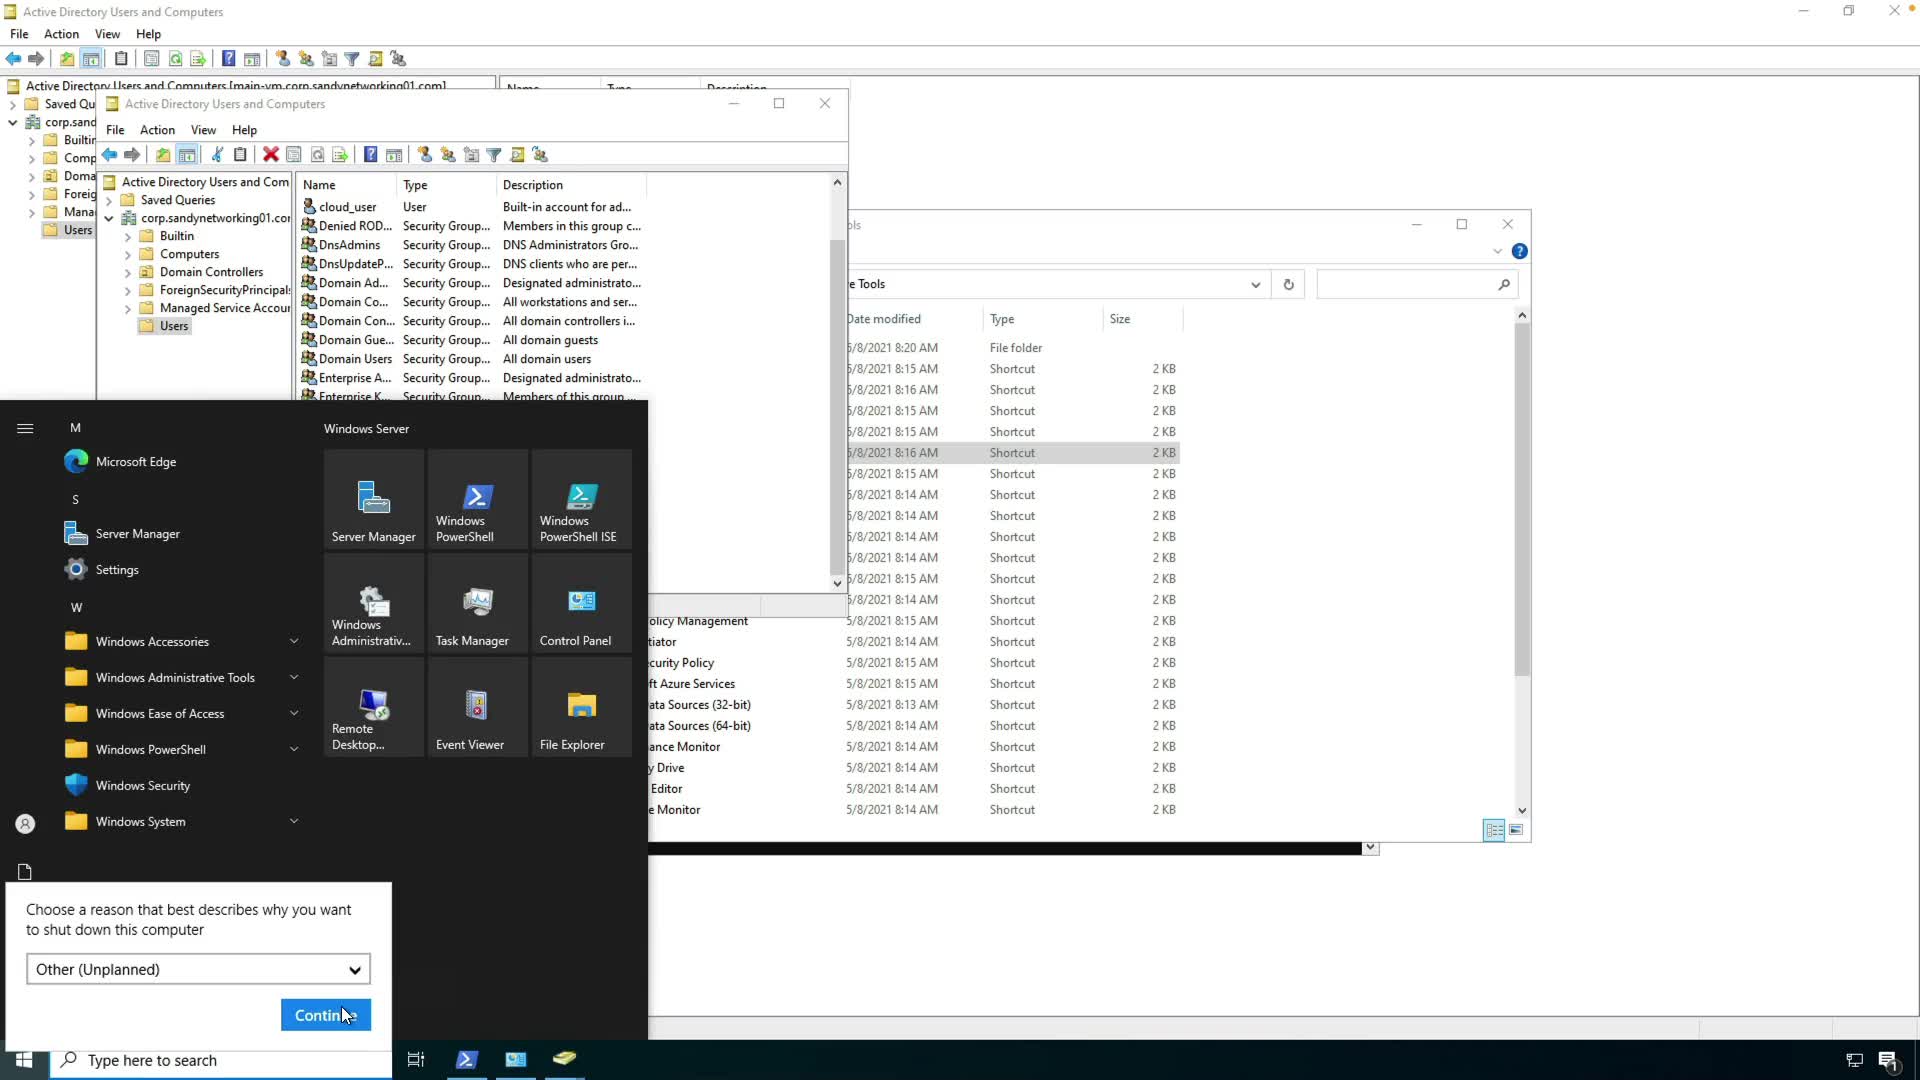 Active Directory Users and Computers
File Action View Help
Active Directory Users and Computers [main-vm.corp.sandynetworking01.com]
Name Type Description
Saved Qu
corp.sand
Builtin
Comp
Doma
Foreig
Mana
Users
Active Directory Users and Computers
File Action View Help
Active Directory Users and Com
Saved Queries
corp.sandynetworking01.cor
Builtin
Computers
Domain Controllers
ForeignSecurityPrincipals
Managed Service Accour
Users
Name Type Description
cloud_user User Built-in account for ad...
Denied ROD... Security Group... Members in this group c...
DnsAdmins Security Group... DNS Administrators Gro...
DnsUpdateP... Security Group... DNS clients who are per...
Domain Ad... Security Group... Designated administrato...
Domain Co... Security Group... All workstations and ser...
Domain Con... Security Group... All domain controllers i...
Domain Gue... Security Group... All domain guests
Domain Users Security Group... All domain users
Enterprise A... Security Group... Designated administrato...
Enterprise K... Security Group... Members of this group ...
ols
e Tools
Date modified Type Size
5/8/2021 8:20 AM File folder
5/8/2021 8:15 AM Shortcut 2 KB
5/8/2021 8:16 AM Shortcut 2 KB
5/8/2021 8:15 AM Shortcut 2 KB
5/8/2021 8:15 AM Shortcut 2 KB
5/8/2021 8:16 AM Shortcut 2 KB
5/8/2021 8:15 AM Shortcut 2 KB
5/8/2021 8:14 AM Shortcut 2 KB
5/8/2021 8:14 AM Shortcut 2 KB
5/8/2021 8:14 AM Shortcut 2 KB
5/8/2021 8:14 AM Shortcut 2 KB
5/8/2021 8:15 AM Shortcut 2 KB
5/8/2021 8:14 AM Shortcut 2 KB
olicy Management 5/8/2021 8:15 AM Shortcut 2 KB
tiator 5/8/2021 8:14 AM Shortcut 2 KB
ecurity Policy 5/8/2021 8:15 AM Shortcut 2 KB
ft Azure Services 5/8/2021 8:15 AM Shortcut 2 KB
ata Sources (32-bit) 5/8/2021 8:13 AM Shortcut 2 KB
ata Sources (64-bit) 5/8/2021 8:14 AM Shortcut 2 KB
ance Monitor 5/8/2021 8:14 AM Shortcut 2 KB
y Drive 5/8/2021 8:14 AM Shortcut 2 KB
Editor 5/8/2021 8:14 AM Shortcut 2 KB
e Monitor 5/8/2021 8:14 AM Shortcut 2 KB
M
Microsoft Edge
S
Server Manager
Settings
W
Windows Accessories
Windows Administrative Tools
Windows Ease of Access
Windows PowerShell
Windows Security
Windows System
Windows Server
Server Manager
Windows PowerShell
Windows PowerShell ISE
Windows Administrativ...
Task Manager
Control Panel
Remote Desktop...
Event Viewer
File Explorer
Choose a reason that best describes why you want
to shut down this computer
Other (Unplanned)
Continue
Type here to search
1